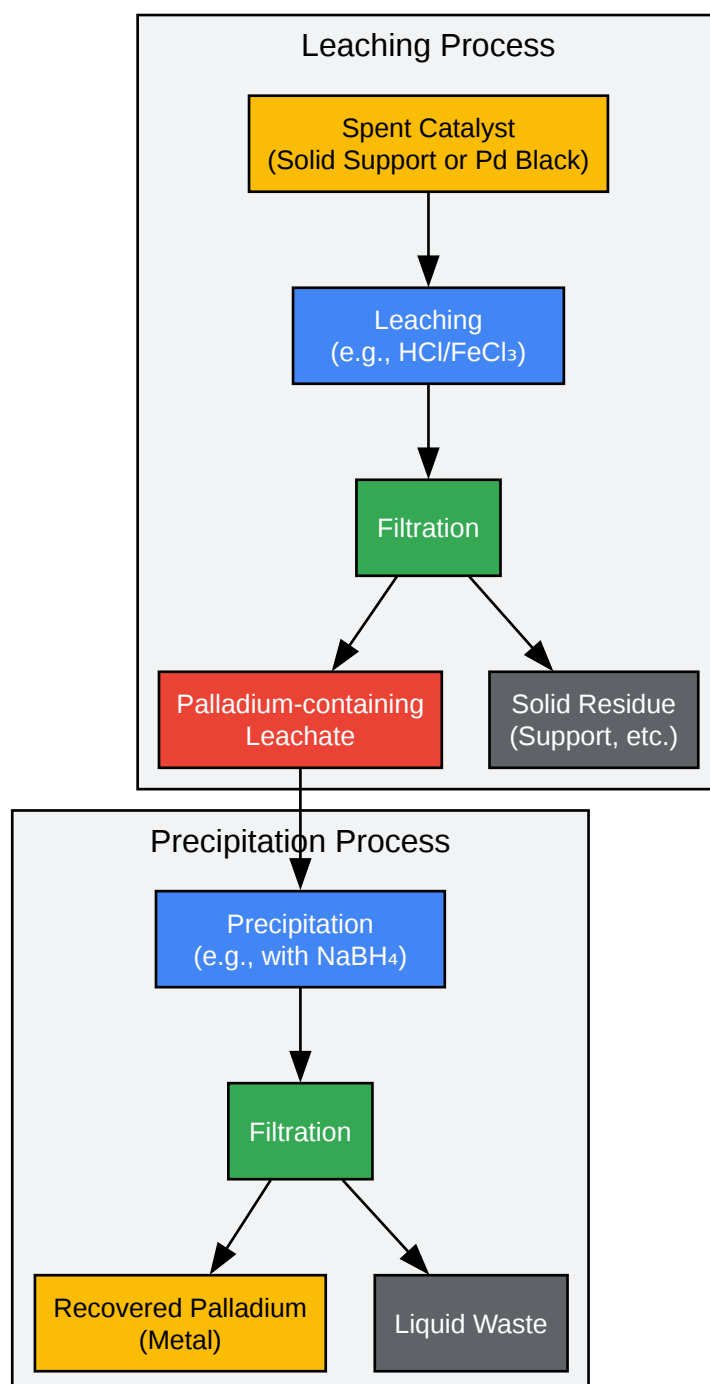 Leaching Process
Spent Catalyst
(Solid Support or Pd Black)
Leaching
(e.g., HCl/FeCl₃)
Filtration
Palladium-containing
Leachate
Solid Residue
(Support, etc.)
Precipitation Process
Precipitation
(e.g., with NaBH₄)
Filtration
Recovered Palladium
(Metal)
Liquid Waste